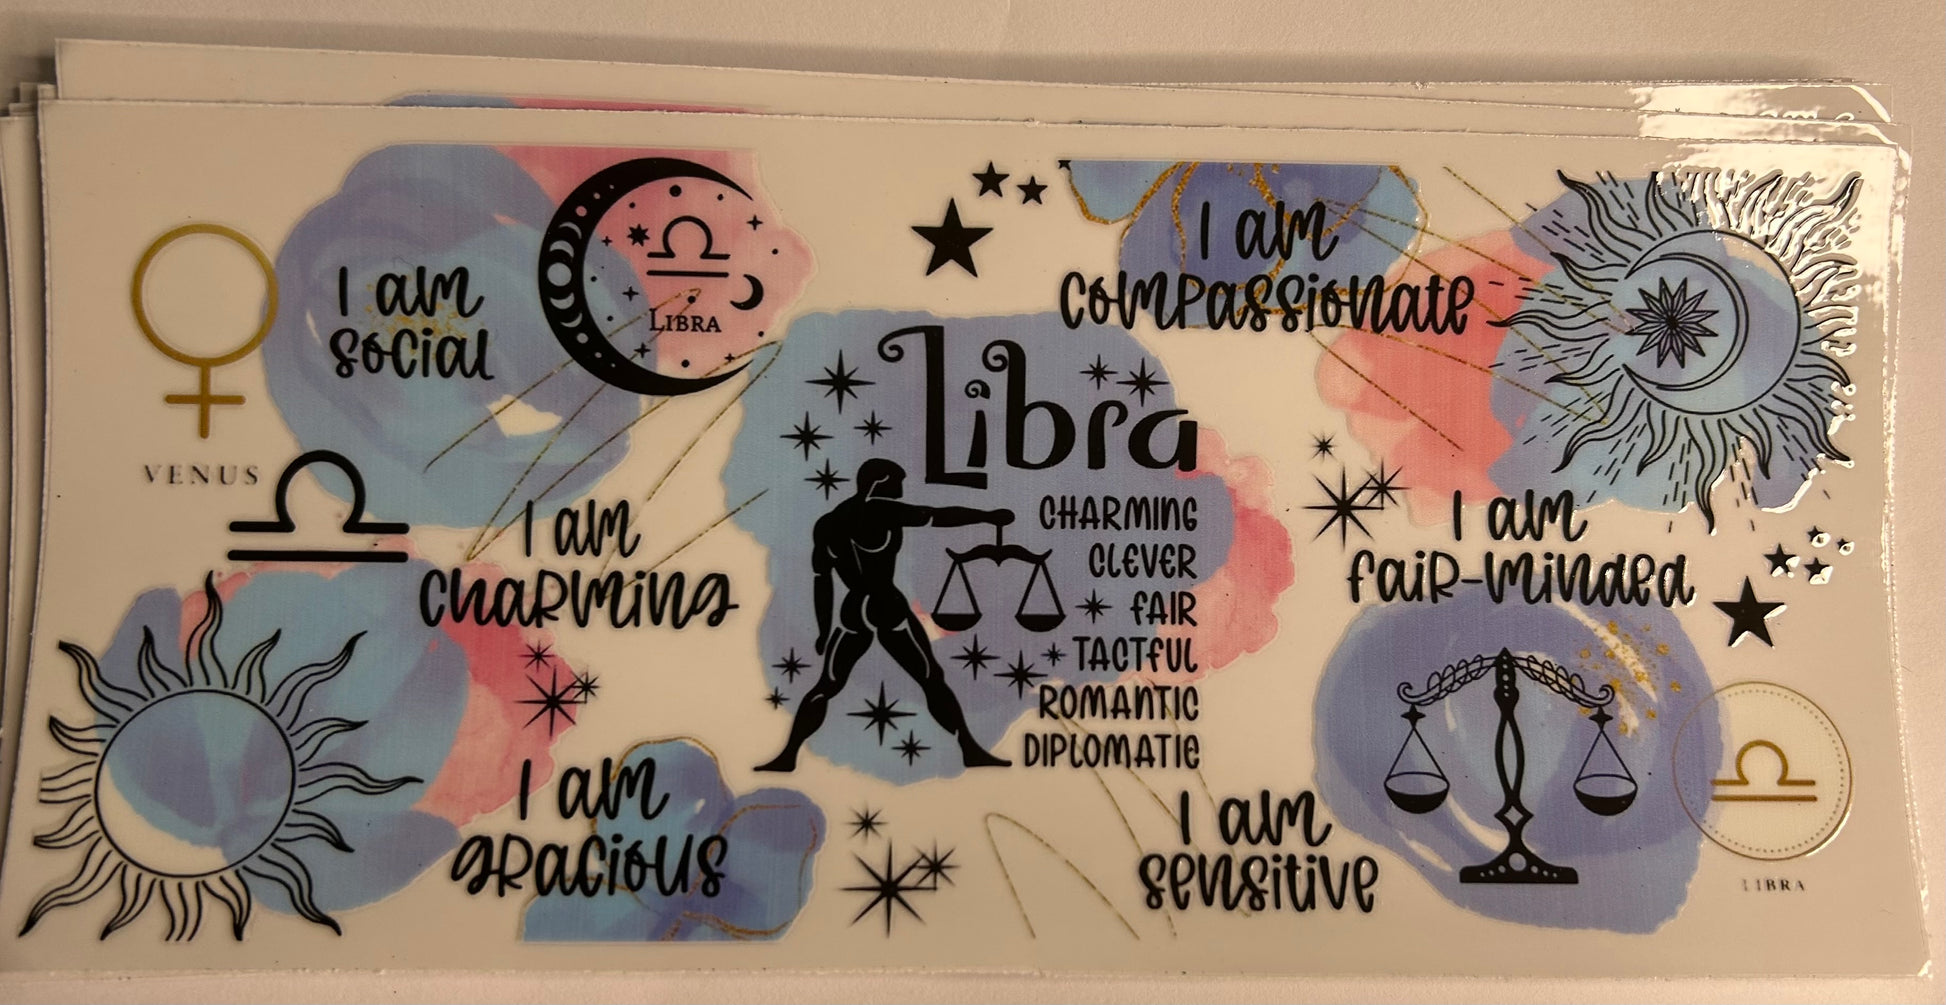 I am
social
LIBRA
VENUS
I am
charming
I am
gracious
Libra
CHARMING
CLEVER
FAIR
TACTFUL
ROMANTIC
DIPLOMATIC
I am
compassionate
I am
fair-minded
I am
sensitive
LIBRA